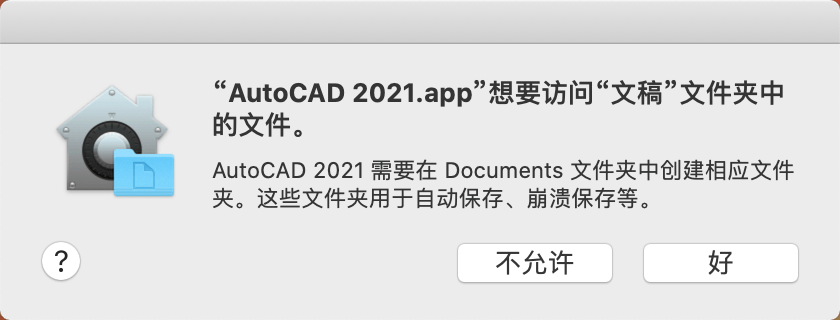 “AutoCAD 2021.app”想要访问“文稿”文件夹中
的文件。
AutoCAD 2021 需要在 Documents 文件夹中创建相应文件
夹。这些文件夹用于自动保存、崩溃保存等。
?
不允许
好